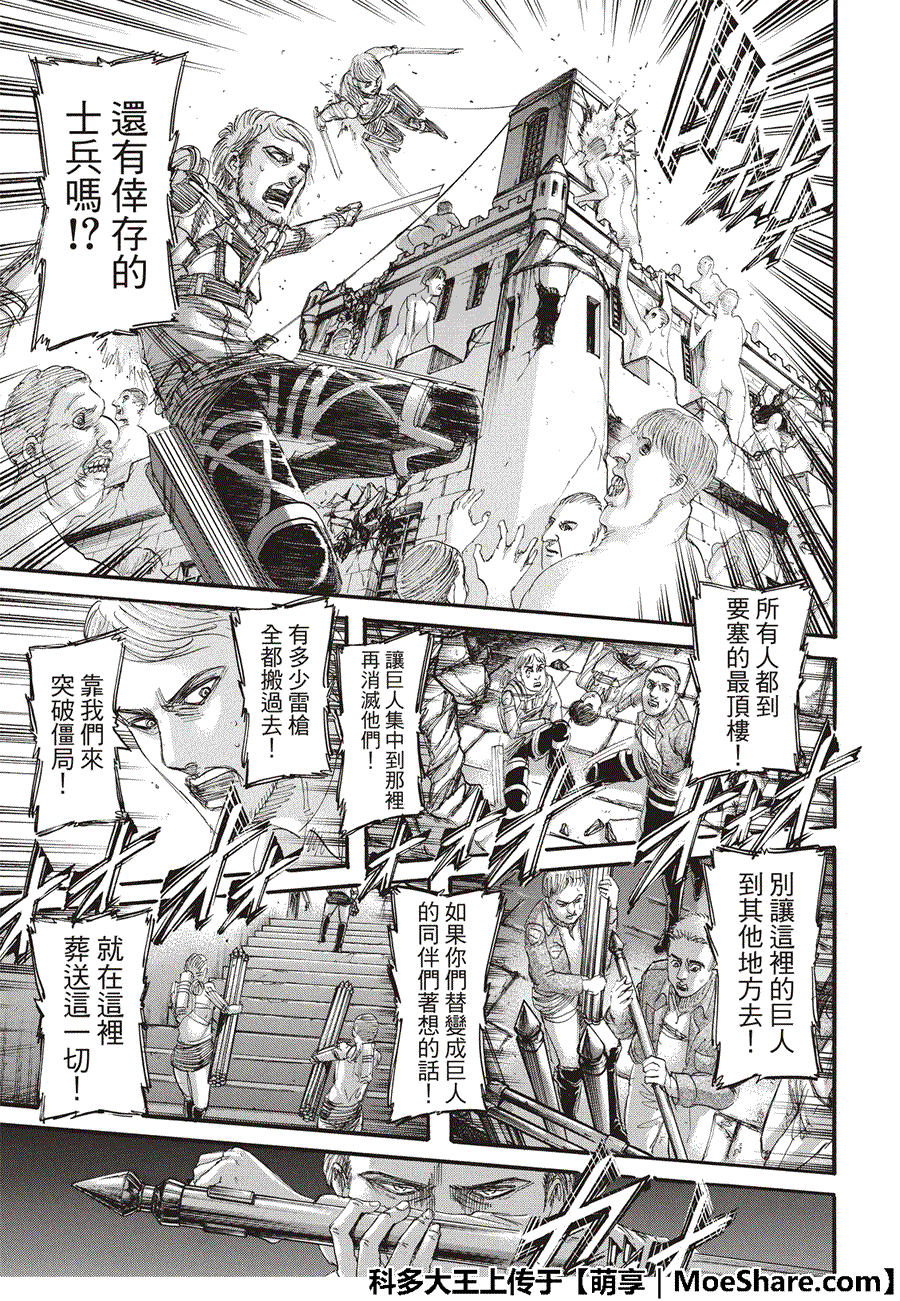 還有倖存的
士兵嗎!?
所有人都到
要塞的最頂樓！
讓巨人集中到那裡
再消滅他們！
有多少雷槍
全都搬過去！
靠我們來
突破僵局！
別讓這裡的巨人
到其他地方去！
如果你們替變成巨人
的同伴們著想的話！
就在這裡
葬送這一切！
科多大王上传于【萌享｜MoeShare.com】